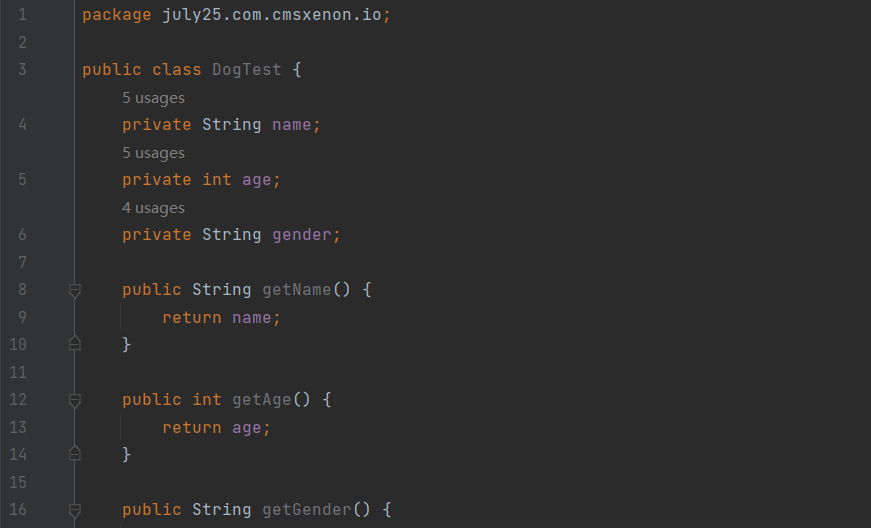 1 package july25.com.cmsxenon.io;
2
3 public class DogTest {
5 usages
4 private String name;
5 usages
5 private int age;
4 usages
6 private String gender;
7
8 public String getName() {
9 return name;
10 }
11
12 public int getAge() {
13 return age;
14 }
15
16 public String getGender() {